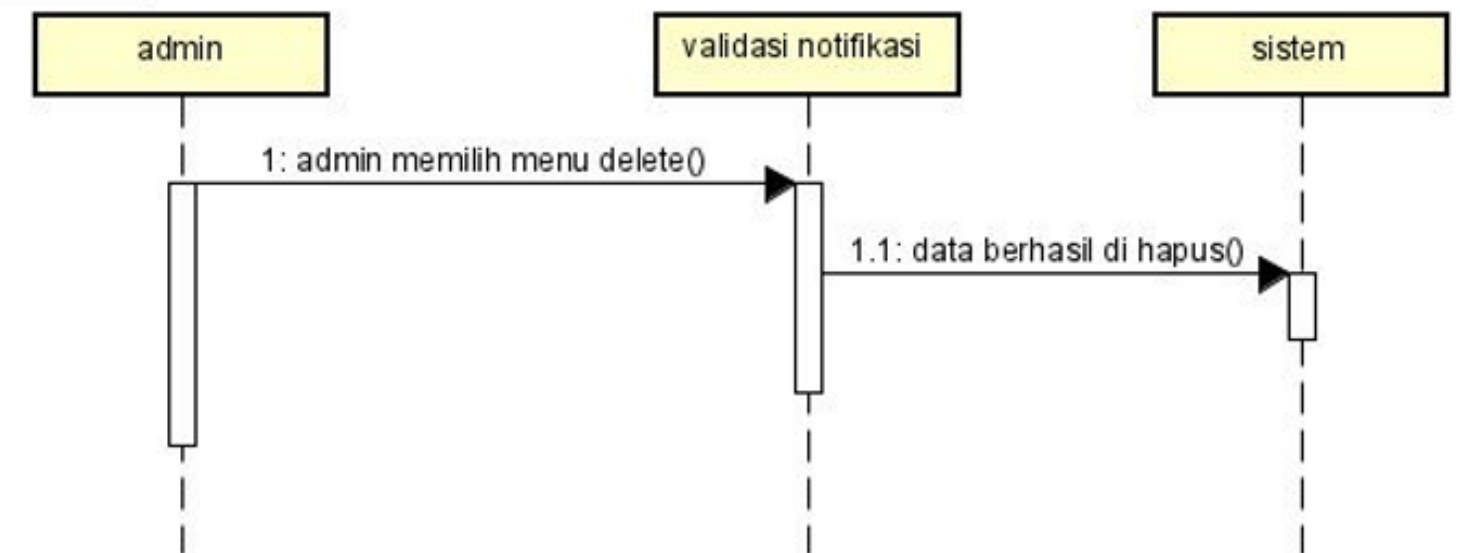 admin
validasi notifikasi
sistem
1: admin memilih menu delete()
1.1: data berhasil di hapus()